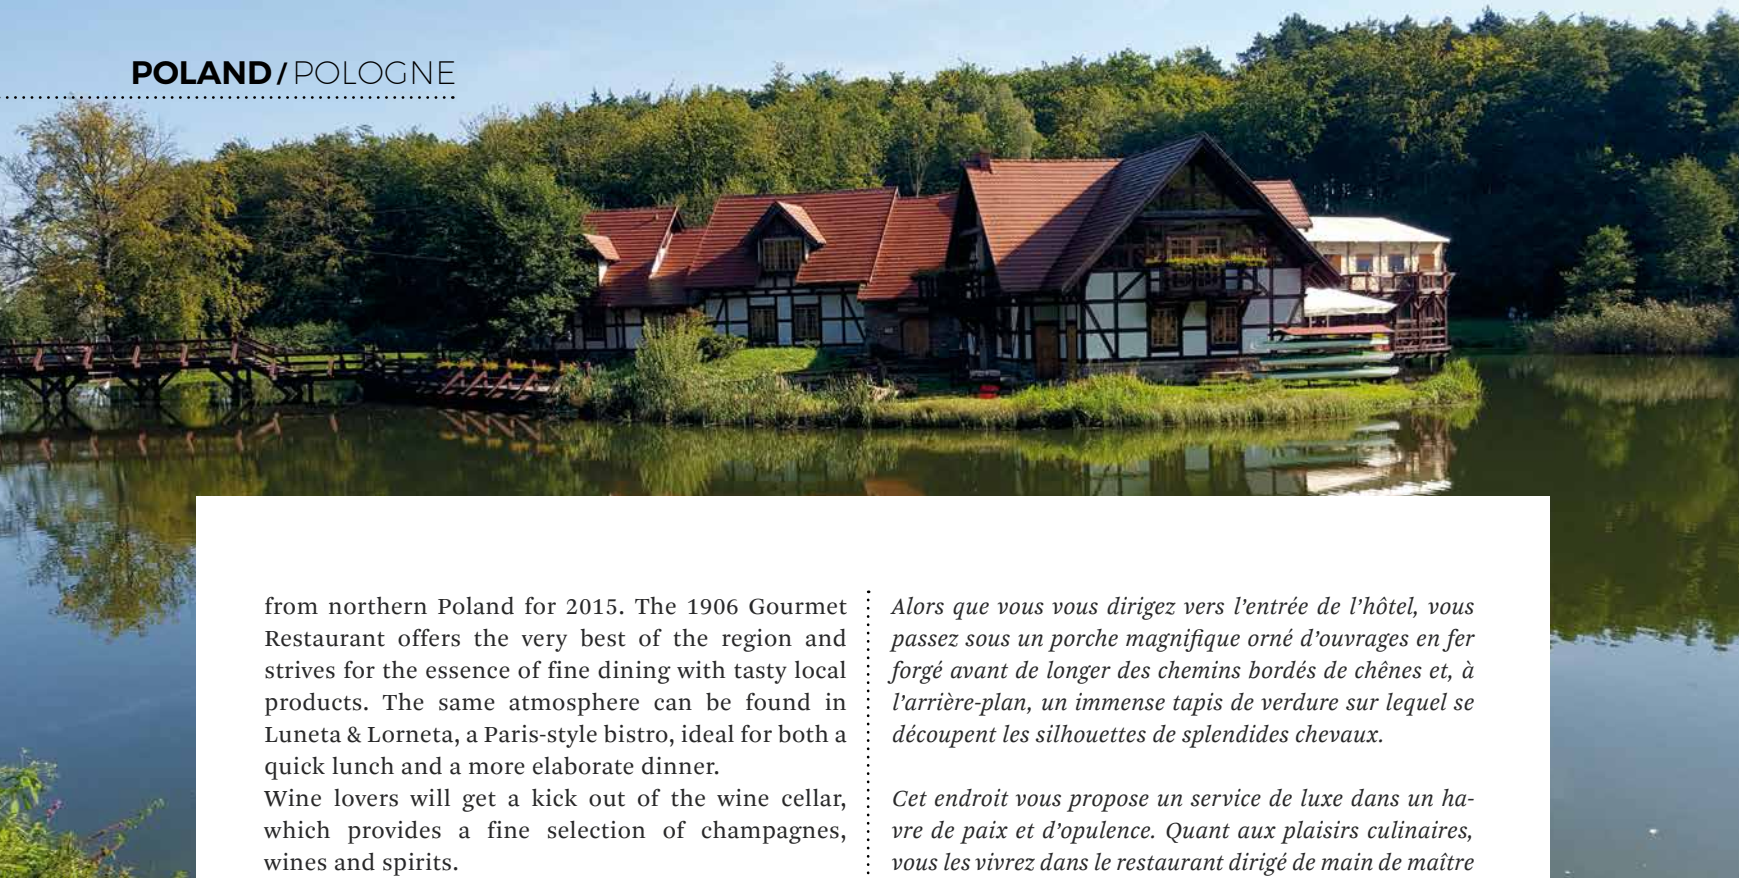 POLAND / POLOGNE
from northern Poland for 2015. The 1906 Gourmet
Restaurant offers the very best of the region and
strives for the essence of fine dining with tasty local
products. The same atmosphere can be found in
Luneta & Lorneta, a Paris-style bistro, ideal for both a
quick lunch and a more elaborate dinner.
Wine lovers will get a kick out of the wine cellar,
which provides a fine selection of champagnes,
wines and spirits.
Alors que vous vous dirigez vers l’entrée de l’hôtel, vous
passez sous un porche magnifique orné d’ouvrages en fer
forgé avant de longer des chemins bordés de chênes et, à
l’arrière-plan, un immense tapis de verdure sur lequel se
découpent les silhouettes de splendides chevaux.
Cet endroit vous propose un service de luxe dans un ha-
vre de paix et d’opulence. Quant aux plaisirs culinaires,
vous les vivrez dans le restaurant dirigé de main de maître